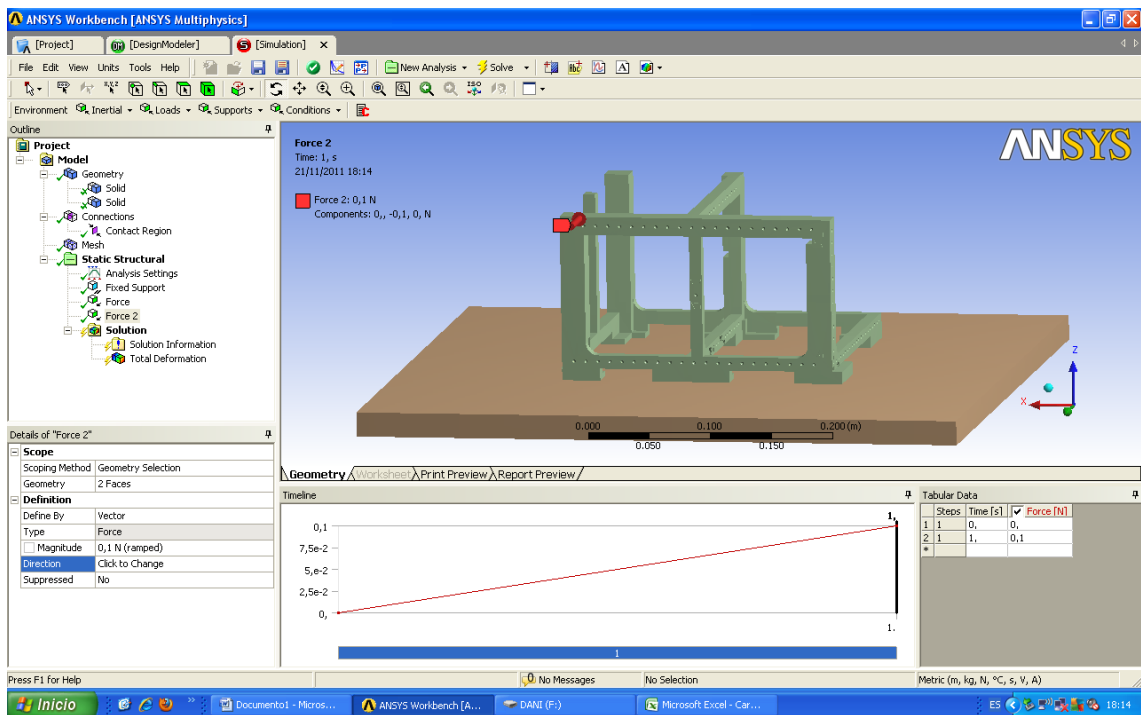 ANSYS Workbench [ANSYS Multiphysics]
[Project] [DesignModeler] [Simulation]
File Edit View Units Tools Help New Analysis Solve A
Environment Inertial Loads Supports Conditions
Outline
Project
Model
Geometry
Solid
Solid
Connections
Contact Region
Mesh
Static Structural
Analysis Settings
Fixed Support
Force
Force 2
Solution
Solution Information
Total Deformation
Force 2
Time: 1, s
21/11/2011 18:14
Force 2: 0,1 N
Components: 0,, -0,1, 0, N
ANSYS
Z
X
0.000 0.100 0.200 (m)
0.050 0.150
Geometry Worksheet Print Preview Report Preview
Details of "Force 2"
Scope
Scoping Method Geometry Selection
Geometry 2 Faces
Definition
Define By Vector
Type Force
Magnitude 0,1 N (ramped)
Direction Click to Change
Suppressed No
Timeline
1,
0,1
7,5e-2
5,e-2
2,5e-2
0,
1.
1
Tabular Data
Steps Time [s] Force [N]
1 1 0, 0,
2 1 1, 0,1
*
Press F1 for Help No Messages No Selection Metric (m, kg, N, °C, s, V, A)
Inicio Documento1 - Micros... ANSYS Workbench [A... DANI (F:) Microsoft Excel - Car... ES 18:14